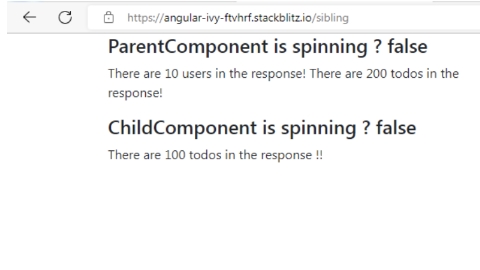 https://angular-ivy-ftvhrf.stackblitz.io/sibling
ParentComponent is spinning ? false
There are 10 users in the response! There are 200 todos in the
response!
ChildComponent is spinning ? false
There are 100 todos in the response !!